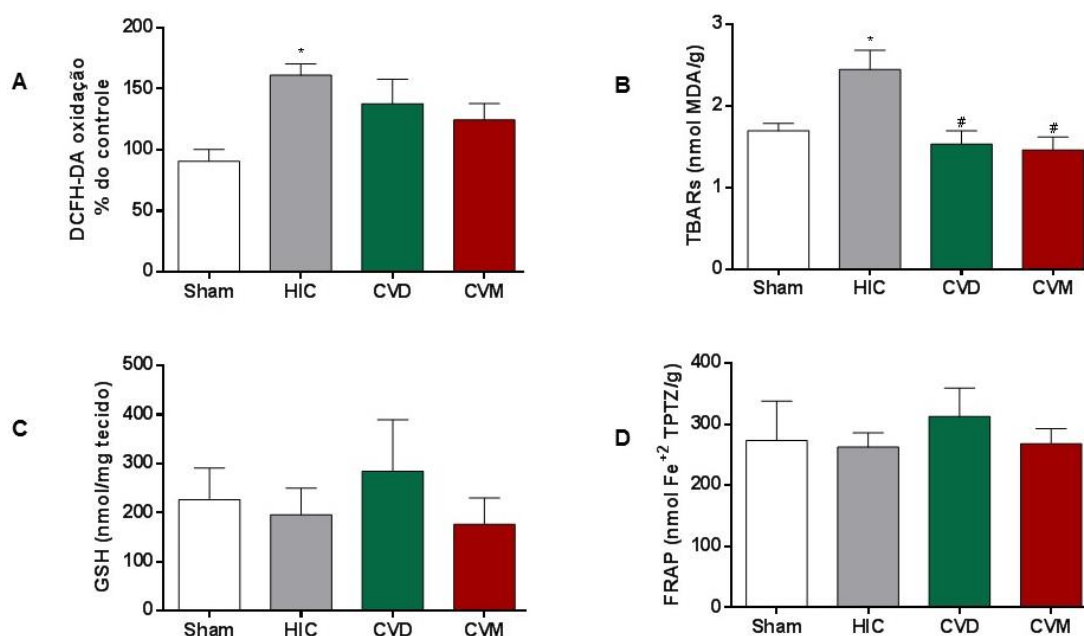 A
DCFH-DA oxidação
% do controle
200
150
100
50
0
*
Sham HIC CVD CVM
B
TBARs (nmol MDA/g)
3
2
1
0
*
#
#
Sham HIC CVD CVM
C
GSH (nmol/mg tecido)
500
400
300
200
100
0
Sham HIC CVD CVM
D
FRAP (nmol Fe⁺² TPTZ/g)
400
300
200
100
0
Sham HIC CVD CVM